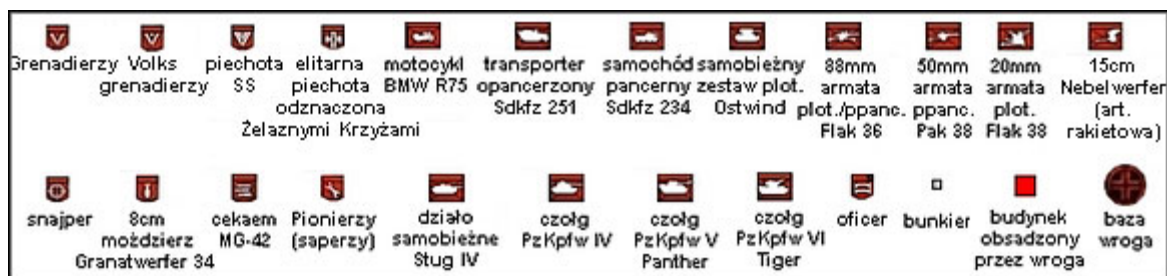 Grenadierzy Volks grenadierzy piechota SS elitarna piechota odznaczona Żelaznymi Krzyżami motocykl BMW R75 transporter opancerzony Sdkfz 251 samochód pancerny Sdkfz 234 samobieżny zestaw plot. Ostwind 88mm armata plot./ppanc. Flak 36 50mm armata ppanc. Pak 38 20mm armata plot. Flak 38 15cm Nebelwerfer (art. rakietowa)
snajper 8cm możdzierz Granatwerfer 34 cekaem MG-42 Pionierzy (saperzy) działo samobieżne Stug IV czołg PzKpfw IV czołg PzKpfw V Panther czołg PzKpfw VI Tiger oficer bunkier budynek obsadzony przez wroga baza wroga